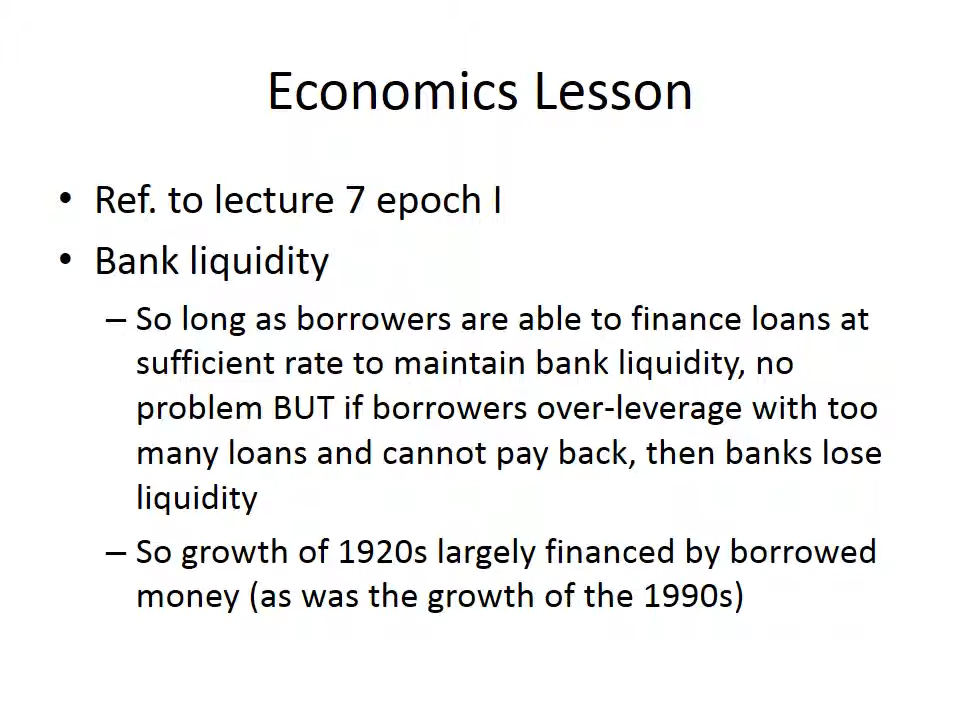 Economics Lesson
• Ref. to lecture 7 epoch I
• Bank liquidity
– So long as borrowers are able to finance loans at
sufficient rate to maintain bank liquidity, no
problem BUT if borrowers over-leverage with too
many loans and cannot pay back, then banks lose
liquidity
– So growth of 1920s largely financed by borrowed
money (as was the growth of the 1990s)